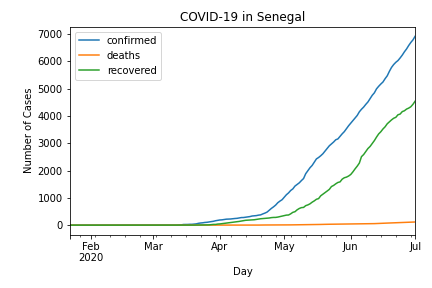 COVID-19 in Senegal
7000
6000
5000
4000
3000
2000
1000
0
Number of Cases
confirmed
deaths
recovered
Feb Mar Apr May Jun Jul
2020
Day